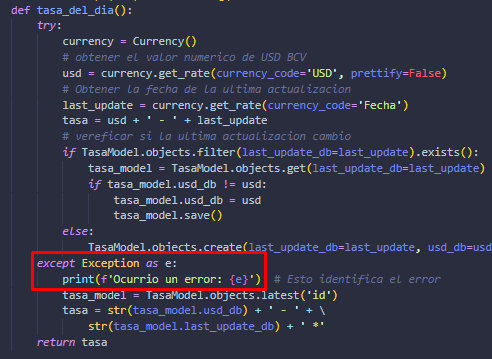 def tasa_del_dia():
try:
currency = Currency()
# obtener el valor numerico de USD BCV
usd = currency.get_rate(currency_code='USD', prettify=False)
# Obtener la fecha de la ultima actualizacion
last_update = currency.get_rate(currency_code='Fecha')
tasa = usd + ' - ' + last_update
# vereficar si la ultima actualizacion cambio
if TasaModel.objects.filter(last_update_db=last_update).exists():
tasa_model = TasaModel.objects.get(last_update_db=last_update)
if tasa_model.usd_db != usd:
tasa_model.usd_db = usd
tasa_model.save()
else:
TasaModel.objects.create(last_update_db=last_update, usd_db=usd
except Exception as e:
print(f'Ocurrio un error: {e}') # Esto identifica el error
tasa_model = TasaModel.objects.latest('id')
tasa = str(tasa_model.usd_db) + ' - ' + \
str(tasa_model.last_update_db) + ' *'
return tasa